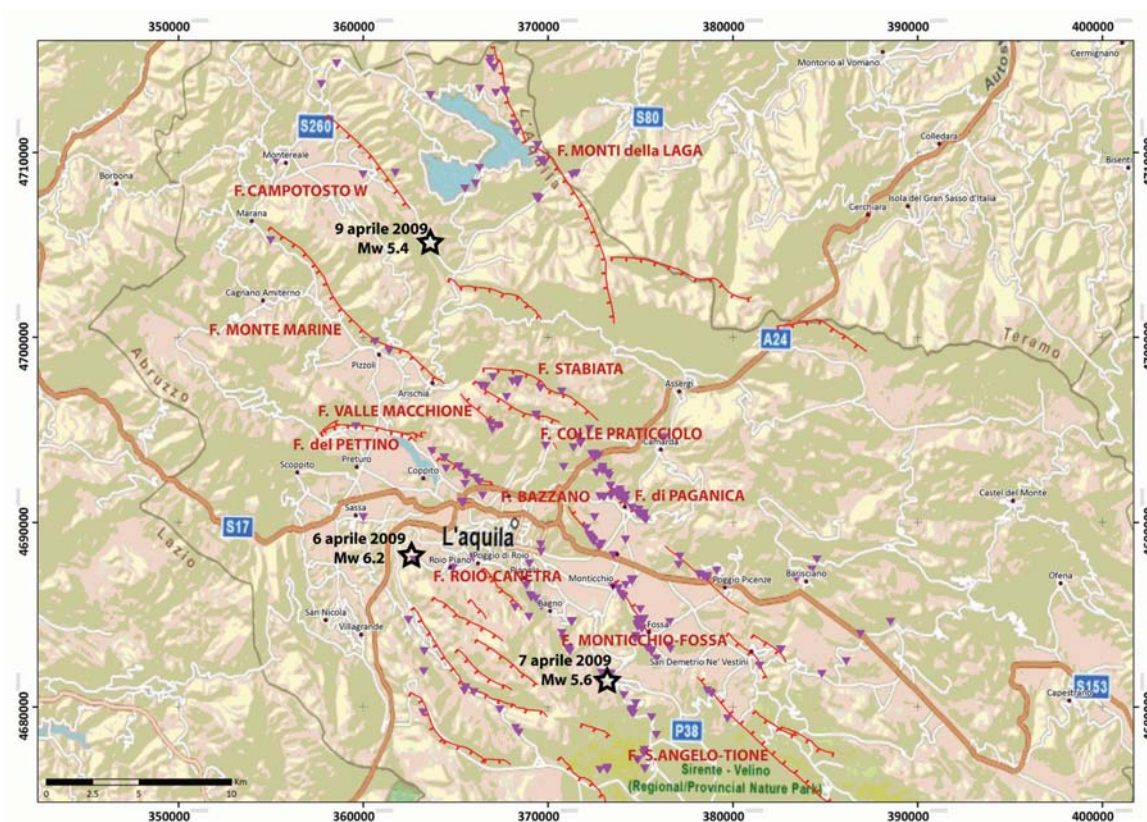 350000 360000 370000 380000 390000 400000
Cermignano
Montorio al Vomano
S260
S80
Colledara
4710000
Montereale
F. MONTI della LAGA
Borbona
F. CAMPOTOSTO W
Isola del Gran Sasso d'Italia
Cerchiara
Marana
9 aprile 2009
Mw 5.4
Cagnano Amiterno
F. MONTE MARINE
4700000
A24
Teramo
Abruzzo
Pizzoli
F. STABIATA
Arischia
Assergi
F. VALLE MACCHIONE
F. COLLE PRATICCIOLO
F. del PETTINO
Camarda
Scoppito
Preturo
Coppito
F. BAZZANO
F. di PAGANICA
Castel del Monte
Sassa
S17
4690000
L'aquila
6 aprile 2009
Mw 6.2
Lazio
Roio Piano
Poggio di Roio
F. ROIO-CANETRA
Monticchio
Poggio Picenze
Barisciano
Ofena
San Nicola
Bagno
Villagrande
Fossa
F. MONTICCHIO-FOSSA
San Demetrio Ne' Vestini
7 aprile 2009
Mw 5.6
S153
Capestrano
4680000
P38
F. S.ANGELO-TIONE
Sirente - Velino
(Regional/Provincial Nature Park)
Km
0 2.5 5 10
350000 360000 370000 380000 390000 400000